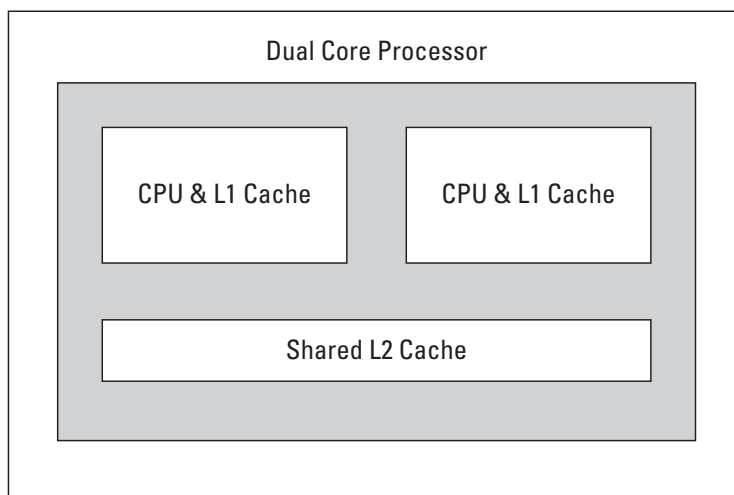 Dual Core Processor
CPU & L1 Cache
CPU & L1 Cache
Shared L2 Cache